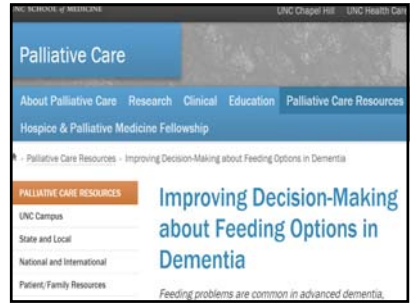 UNC SCHOOL of MEDICINE
UNC Chapel Hill UNC Health Care
Palliative Care
About Palliative Care Research Clinical Education Palliative Care Resources
Hospice & Palliative Medicine Fellowship
- Palliative Care Resources - Improving Decision-Making about Feeding Options in Dementia
PALLIATIVE CARE RESOURCES
UNC Campus
State and Local
National and International
Patient/Family Resources
Improving Decision-Making
about Feeding Options in
Dementia
Feeding problems are common in advanced dementia,